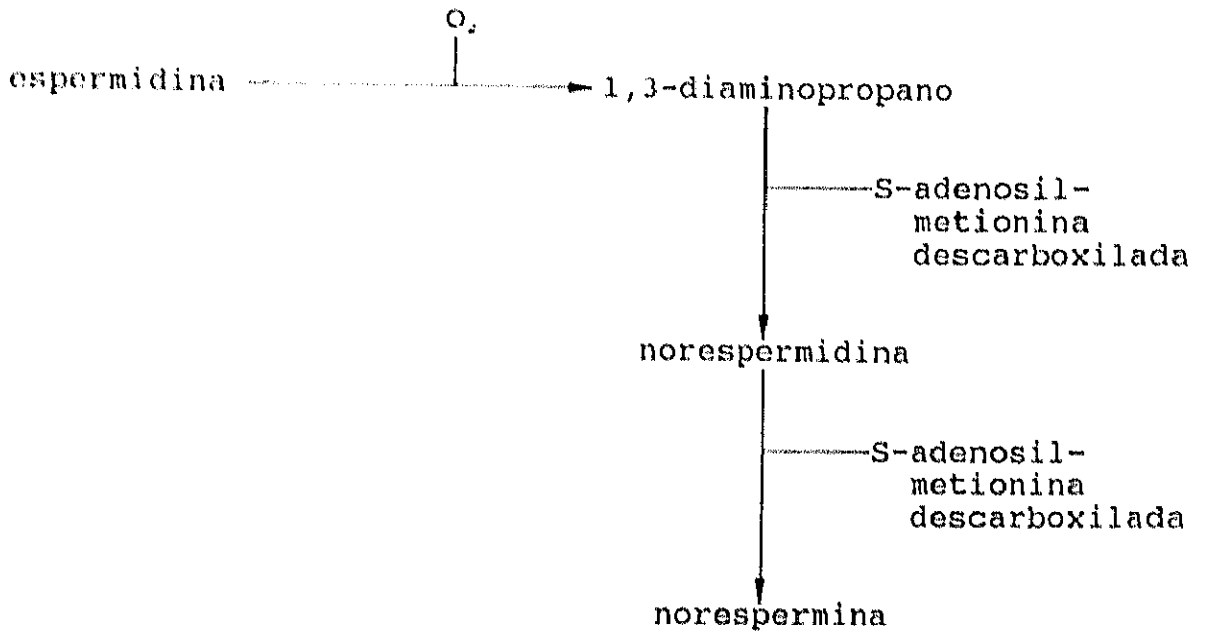 O₂
espermidina
1,3-diaminopropano
S-adenosil-
metionina
descarboxilada
norespermidina
S-adenosil-
metionina
descarboxilada
norespermina